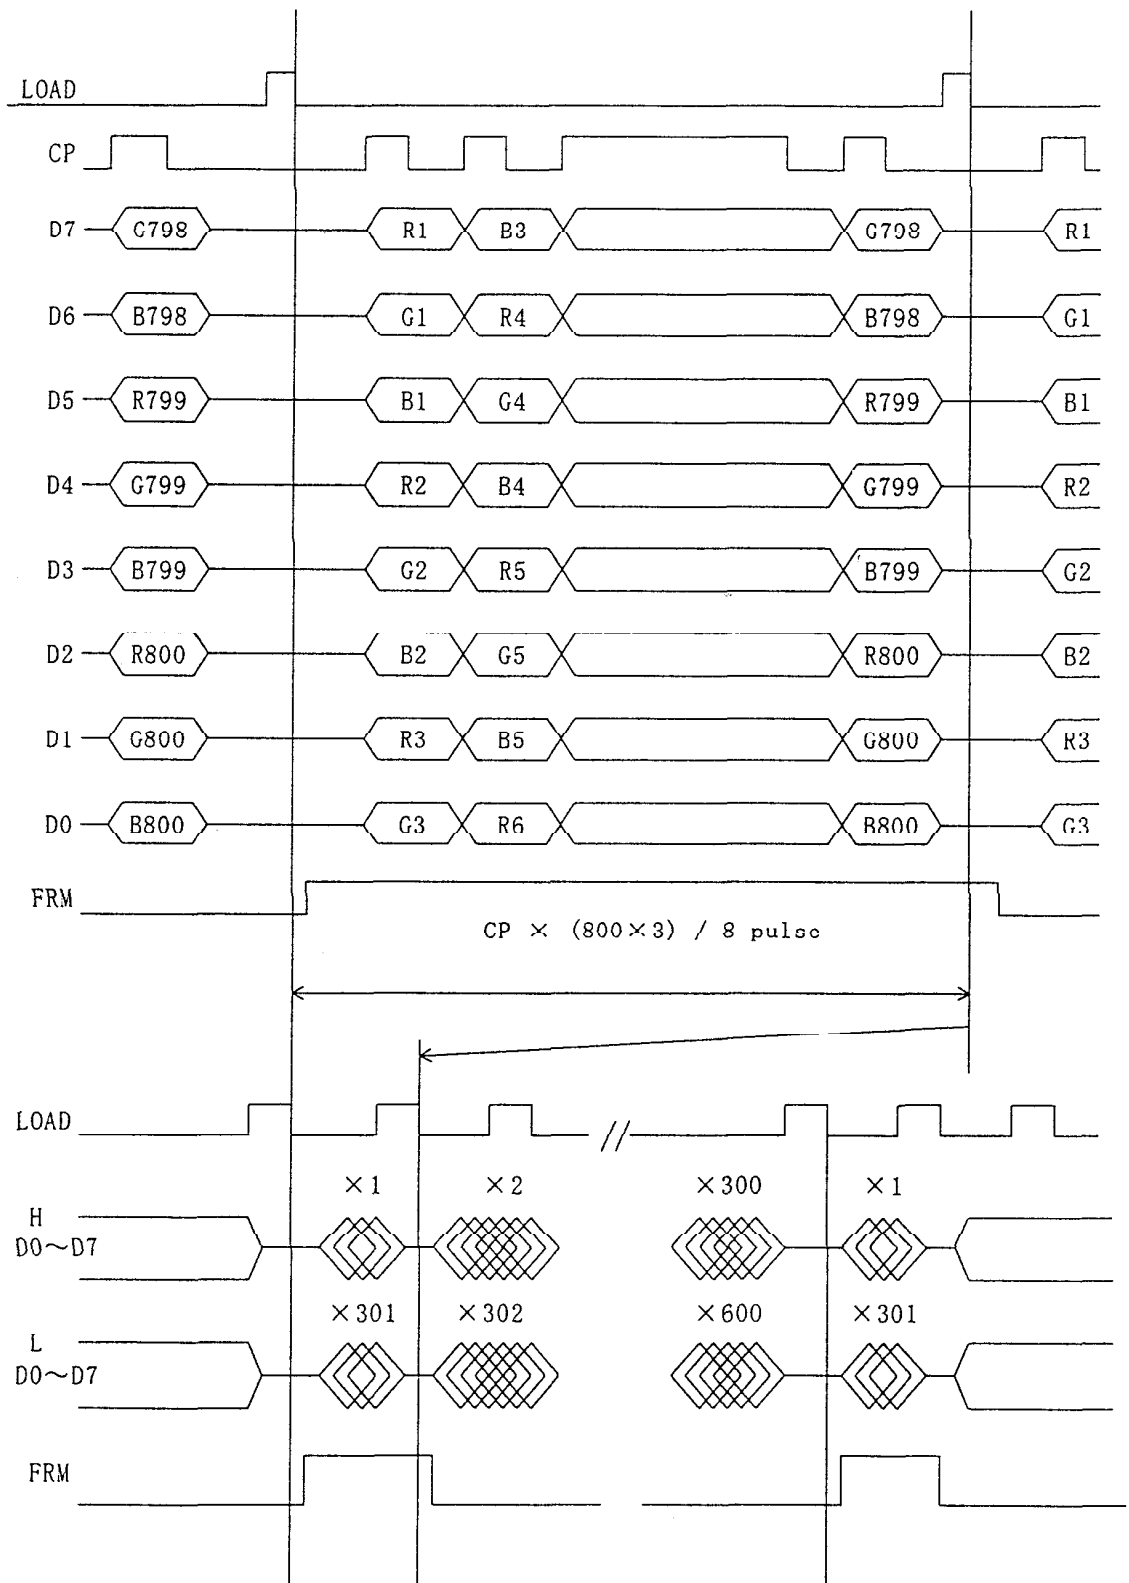 LOAD
CP
D7 G798 R1 B3 G798 R1
D6 B798 G1 R4 B798 G1
D5 R799 B1 G4 R799 B1
D4 G799 R2 B4 G799 R2
D3 B799 G2 R5 B799 G2
D2 R800 B2 G5 R800 B2
D1 G800 R3 B5 G800 R3
D0 B800 G3 R6 B800 G3
FRM
CP × (800×3) / 8 pulse
LOAD
×1 ×2 ×300 ×1
H
D0~D7
×301 ×302 ×600 ×301
L
D0~D7
FRM